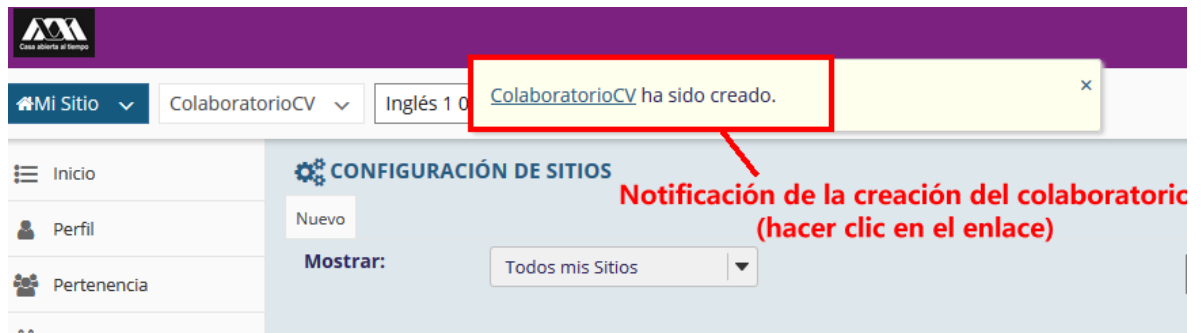 Casa abierta al tiempo
Mi Sitio
ColaboratorioCV
Inglés 1 0
ColaboratorioCV ha sido creado.
×
Inicio
Perfil
Pertenencia
CONFIGURACIÓN DE SITIOS
Nuevo
Mostrar:
Todos mis Sitios
Notificación de la creación del colaboratorio
(hacer clic en el enlace)